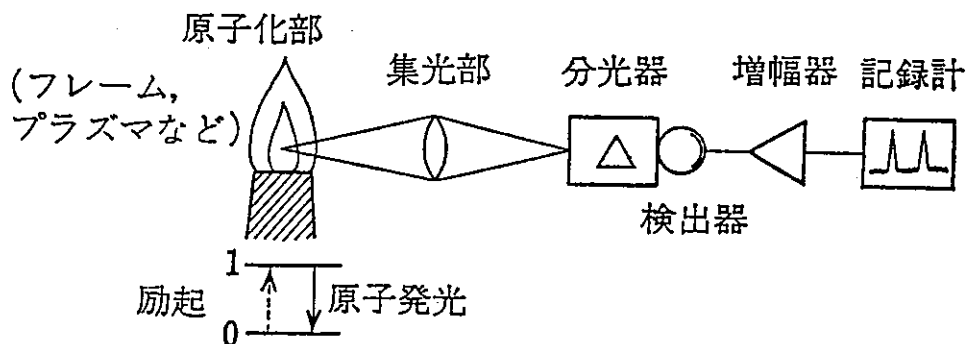 原子化部
(フレーム,
プラズマなど)
集光部
分光器
増幅器
記録計
検出器
1
励起
原子発光
0